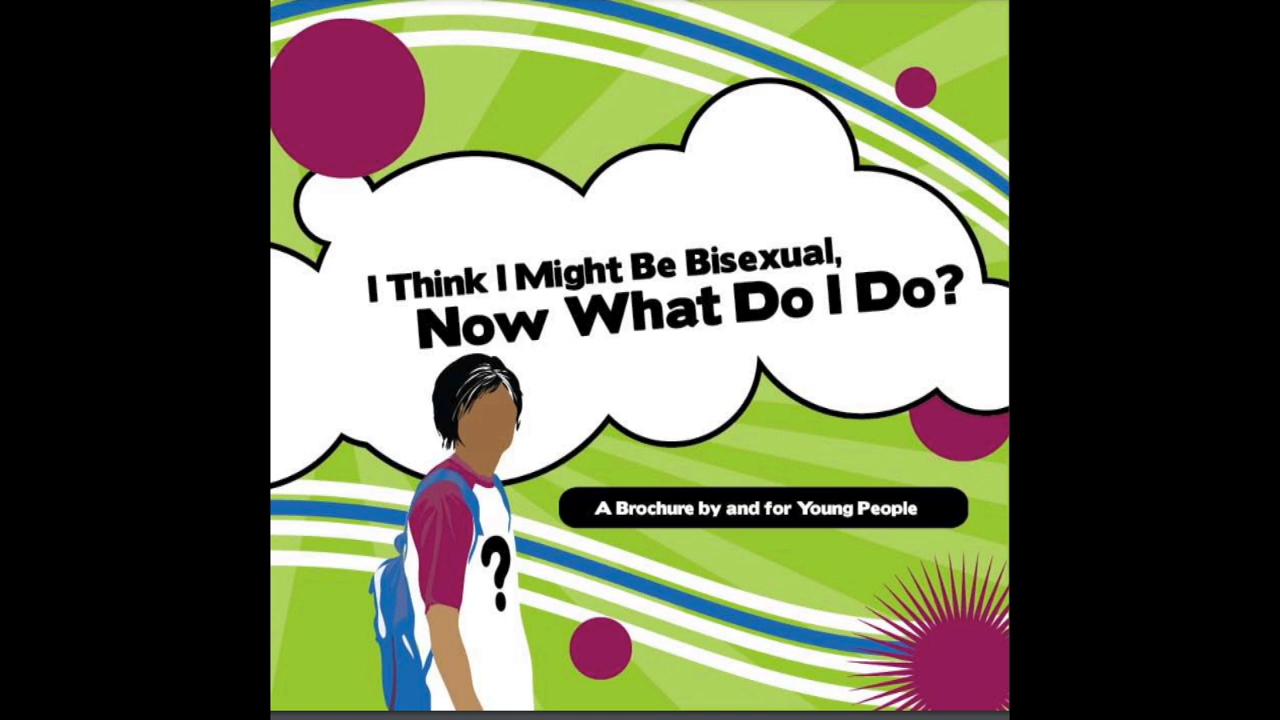 I Think I Might Be Bisexual,
Now What Do I Do?
A Brochure by and for Young People
?